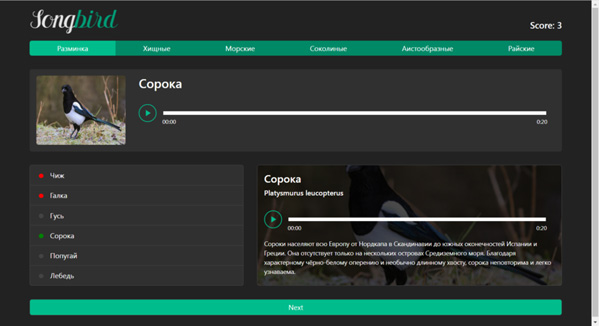 Songbird
Score: 3
Разминка Хищные Морские Соколиные Аистообразные Райские
Сорока
00:00 0:20
Чиж
Галка
Гусь
Сорока
Попугай
Лебедь
Сорока
Platysmurus leucopterus
00:00 0:20
Сороки населяют всю Европу от Нордкапа в Скандинавии до южных оконечностей Испании и
Греции. Она отсутствует только на нескольких островах Средиземного моря. Благодаря
характерному чёрно-белому оперению и необычно длинному хвосту, сорока неповторима и легко
узнаваема.
Next